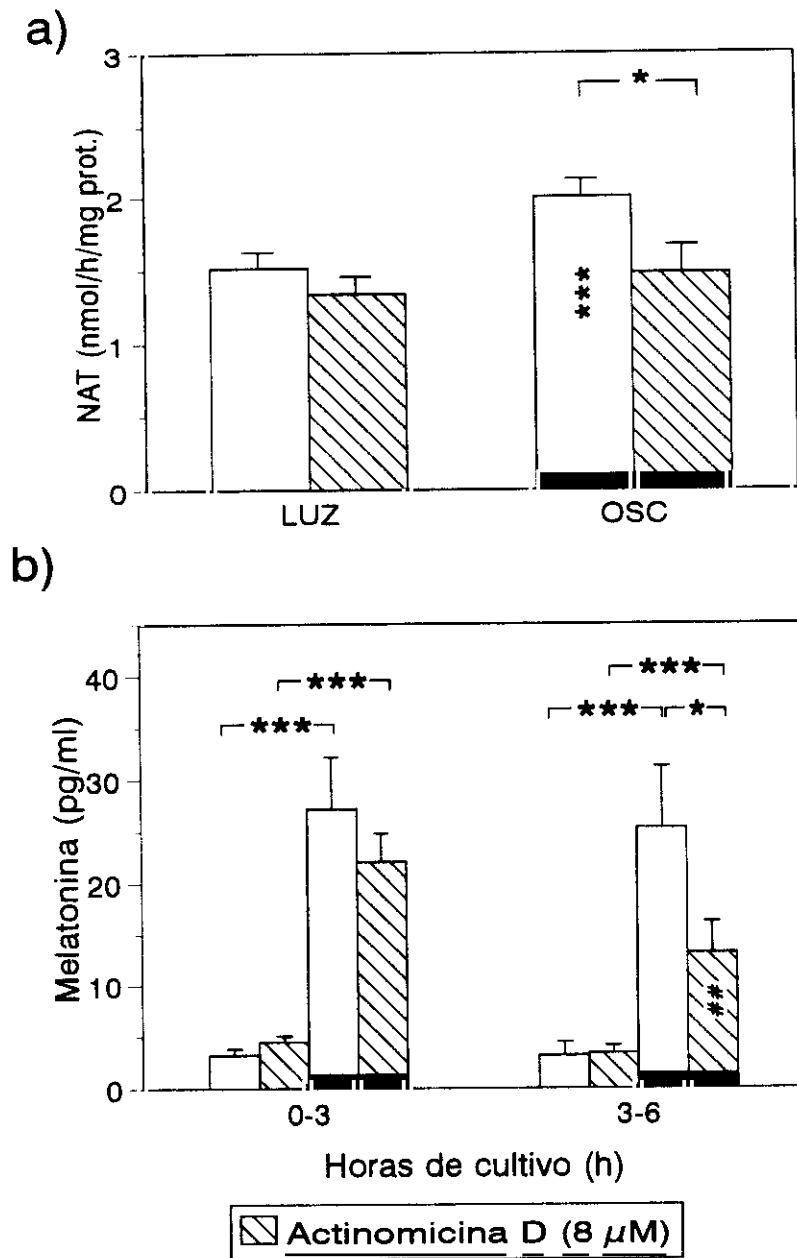 a)
3
2
1
0
NAT (nmol/h/mg prot.)
*
***
LUZ OSC
b)
40
30
20
10
0
Melatonina (pg/ml)
*** ***
*** *** *
##
0-3 3-6
Horas de cultivo (h)
Actinomicina D (8 µM)